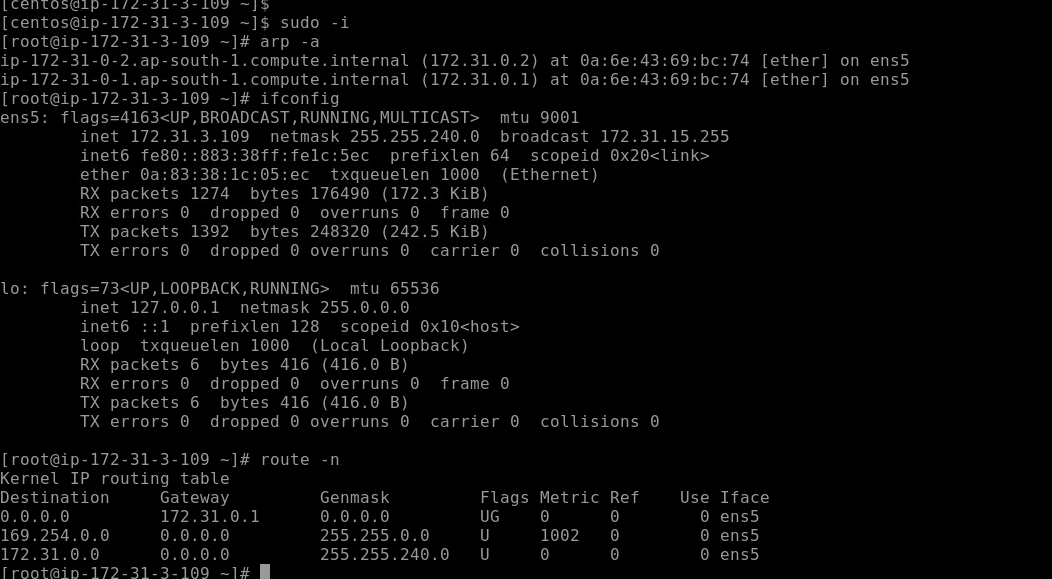 [centos@ip-172-31-3-109 ~]$
[centos@ip-172-31-3-109 ~]$ sudo -i
[root@ip-172-31-3-109 ~]# arp -a
ip-172-31-0-2.ap-south-1.compute.internal (172.31.0.2) at 0a:6e:43:69:bc:74 [ether] on ens5
ip-172-31-0-1.ap-south-1.compute.internal (172.31.0.1) at 0a:6e:43:69:bc:74 [ether] on ens5
[root@ip-172-31-3-109 ~]# ifconfig
ens5: flags=4163<UP,BROADCAST,RUNNING,MULTICAST>  mtu 9001
        inet 172.31.3.109  netmask 255.255.240.0  broadcast 172.31.15.255
        inet6 fe80::883:38ff:fe1c:5ec  prefixlen 64  scopeid 0x20<link>
        ether 0a:83:38:1c:05:ec  txqueuelen 1000  (Ethernet)
        RX packets 1274  bytes 176490 (172.3 KiB)
        RX errors 0  dropped 0  overruns 0  frame 0
        TX packets 1392  bytes 248320 (242.5 KiB)
        TX errors 0  dropped 0 overruns 0  carrier 0  collisions 0

lo: flags=73<UP,LOOPBACK,RUNNING>  mtu 65536
        inet 127.0.0.1  netmask 255.0.0.0
        inet6 ::1  prefixlen 128  scopeid 0x10<host>
        loop  txqueuelen 1000  (Local Loopback)
        RX packets 6  bytes 416 (416.0 B)
        RX errors 0  dropped 0  overruns 0  frame 0
        TX packets 6  bytes 416 (416.0 B)
        TX errors 0  dropped 0 overruns 0  carrier 0  collisions 0

[root@ip-172-31-3-109 ~]# route -n
Kernel IP routing table
Destination     Gateway         Genmask         Flags Metric Ref    Use Iface
0.0.0.0         172.31.0.1      0.0.0.0         UG    0      0        0 ens5
169.254.0.0     0.0.0.0         255.255.0.0     U     1002   0        0 ens5
172.31.0.0      0.0.0.0         255.255.240.0   U     0      0        0 ens5
[root@ip-172-31-3-109 ~]#